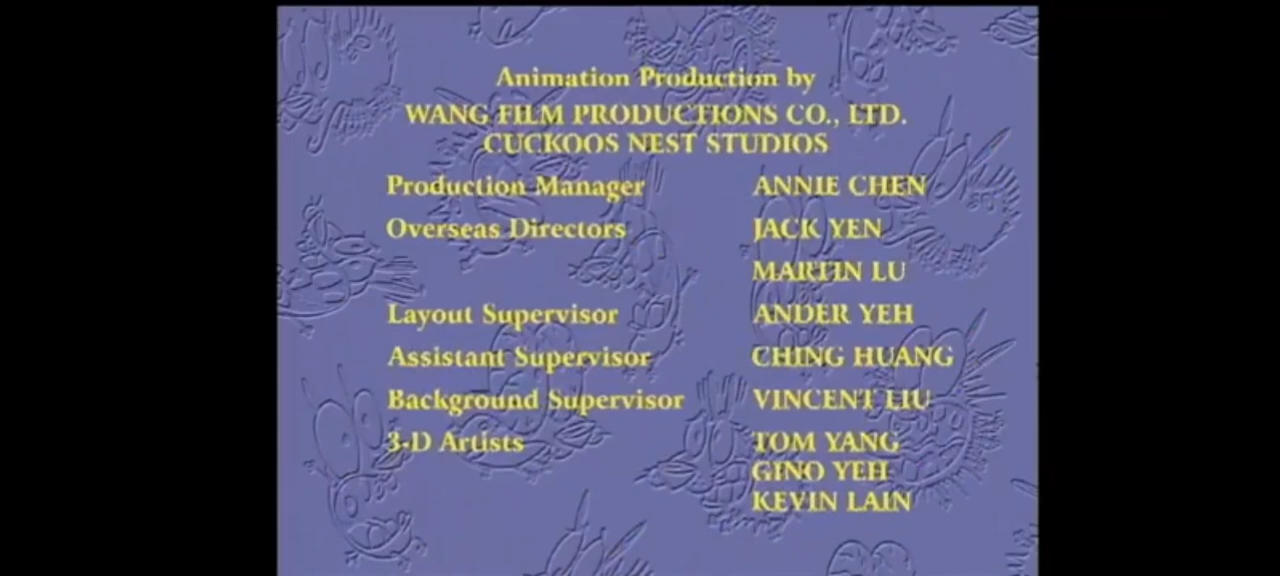 Animation Production by
WANG FILM PRODUCTIONS CO., LTD.
CUCKOOS NEST STUDIOS
Production Manager ANNIE CHEN
Overseas Directors JACK YEN
MARTIN LU
Layout Supervisor ANDER YEH
Assistant Supervisor CHING HUANG
Background Supervisor VINCENT LIU
3-D Artists TOM YANG
GINO YEH
KEVIN LAIN